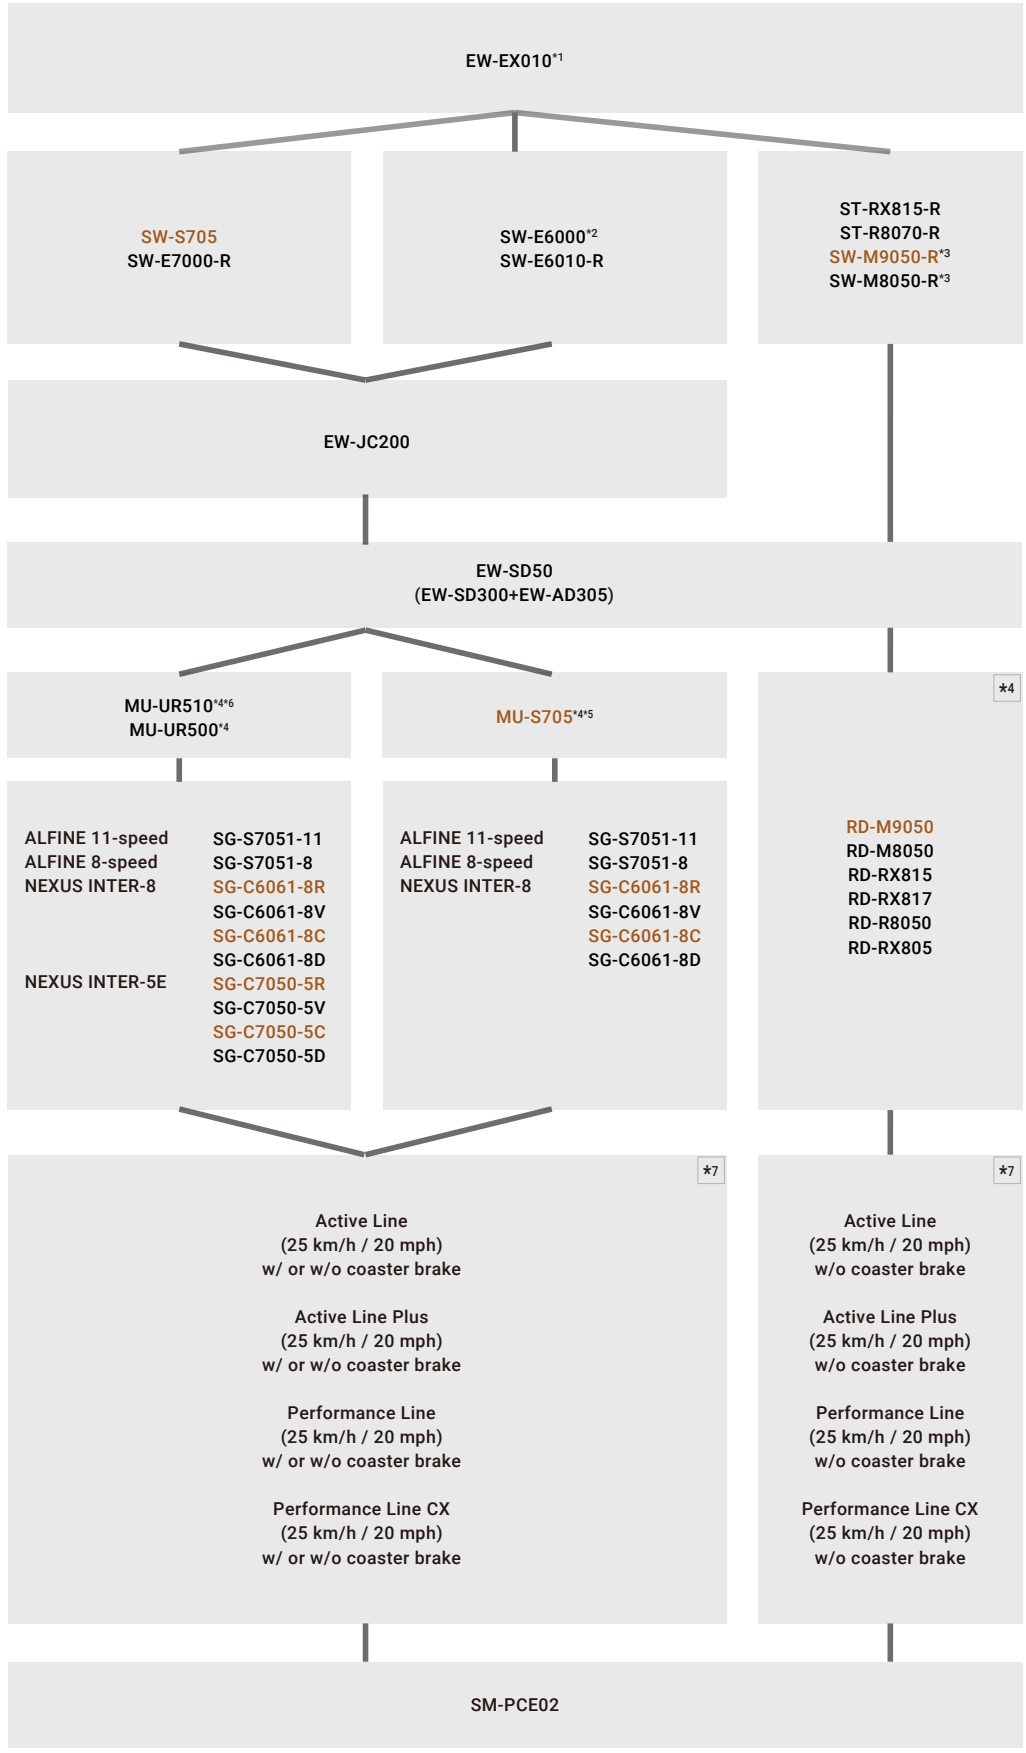 EW-EX010*1
SW-S705
SW-E7000-R
SW-E6000*2
SW-E6010-R
ST-RX815-R
ST-R8070-R
SW-M9050-R*3
SW-M8050-R*3
EW-JC200
EW-SD50
(EW-SD300+EW-AD305)
MU-UR510*4*6
MU-UR500*4
MU-S705*4*5
*4
ALFINE 11-speed SG-S7051-11
ALFINE 8-speed SG-S7051-8
NEXUS INTER-8 SG-C6061-8R
SG-C6061-8V
SG-C6061-8C
SG-C6061-8D
NEXUS INTER-5E SG-C7050-5R
SG-C7050-5V
SG-C7050-5C
SG-C7050-5D
ALFINE 11-speed SG-S7051-11
ALFINE 8-speed SG-S7051-8
NEXUS INTER-8 SG-C6061-8R
SG-C6061-8V
SG-C6061-8C
SG-C6061-8D
RD-M9050
RD-M8050
RD-RX815
RD-RX817
RD-R8050
RD-RX805
*7
Active Line
(25 km/h / 20 mph)
w/ or w/o coaster brake
Active Line Plus
(25 km/h / 20 mph)
w/ or w/o coaster brake
Performance Line
(25 km/h / 20 mph)
w/ or w/o coaster brake
Performance Line CX
(25 km/h / 20 mph)
w/ or w/o coaster brake
*7
Active Line
(25 km/h / 20 mph)
w/o coaster brake
Active Line Plus
(25 km/h / 20 mph)
w/o coaster brake
Performance Line
(25 km/h / 20 mph)
w/o coaster brake
Performance Line CX
(25 km/h / 20 mph)
w/o coaster brake
SM-PCE02